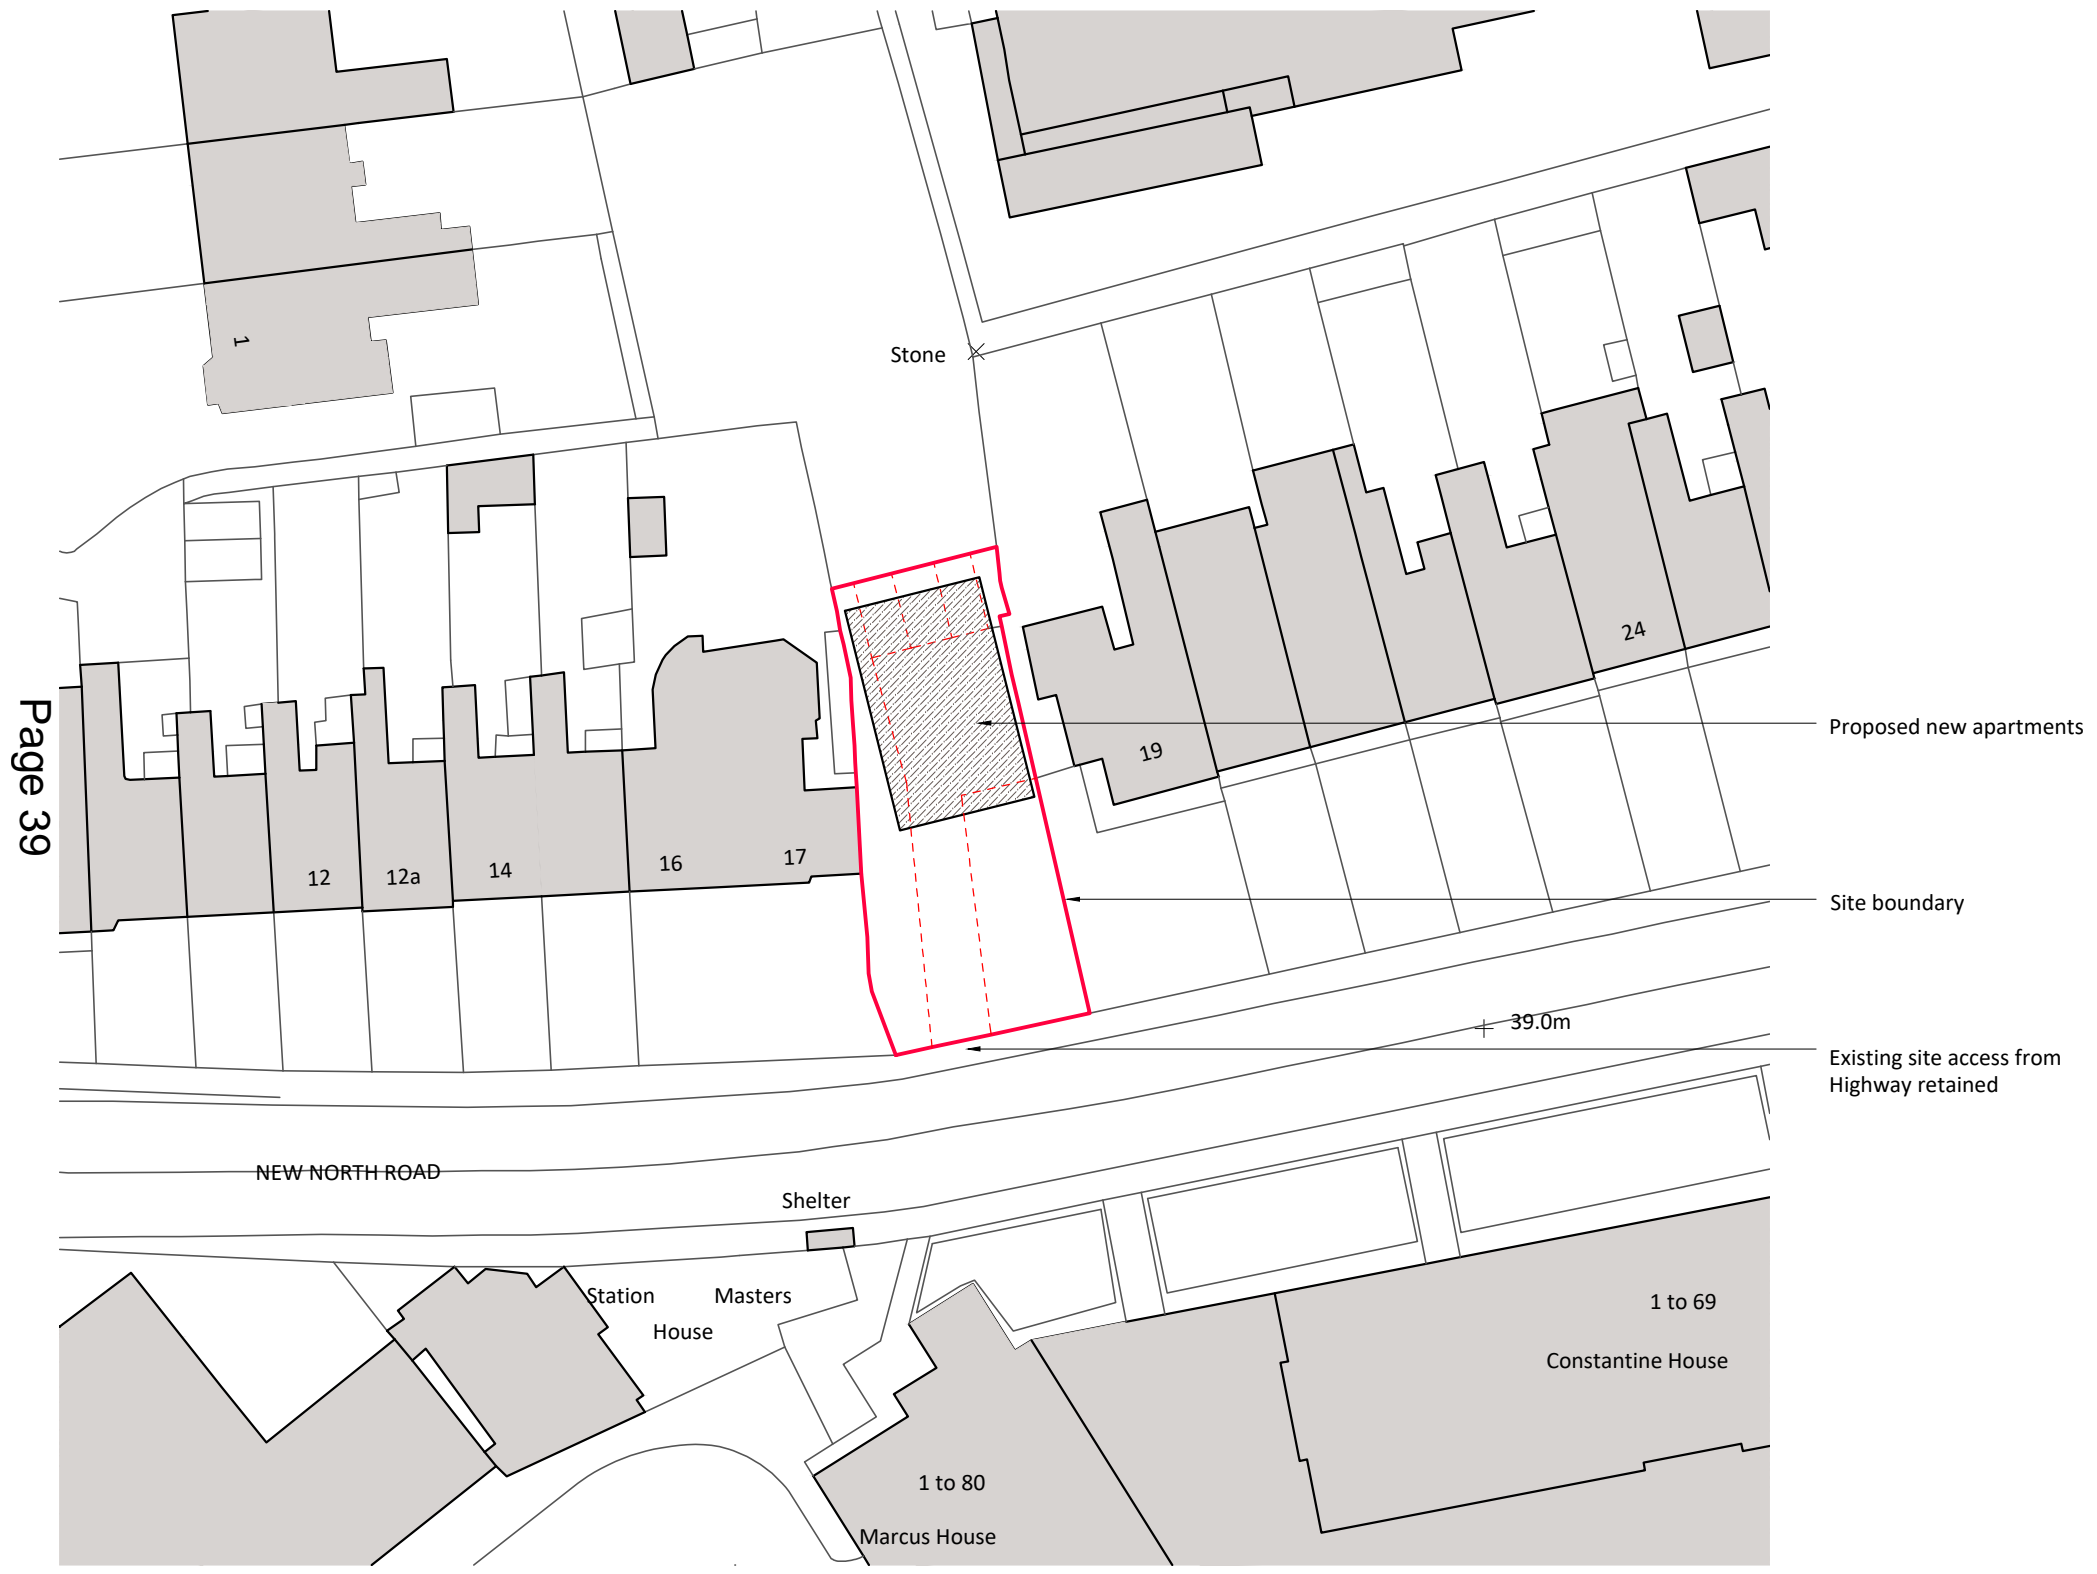 1
Stone
24
Proposed new apartments
19
Page 39
12
12a
14
16
17
Site boundary
39.0m
Existing site access from
Highway retained
NEW NORTH ROAD
Shelter
Station Masters
House
1 to 69
Constantine House
1 to 80
Marcus House